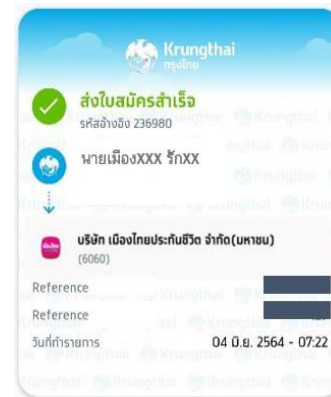 Krungthai
กรุงไทย
ส่งใบสมัครสำเร็จ
รหัสอ้างอิง 236980
นายเมืองXXX รักXX
บริษัท เมืองไทยประกันชีวิต จำกัด(มหาชน)
(6060)
Reference
Reference
วันที่ทำรายการ 04 มิ.ย. 2564 - 07:22